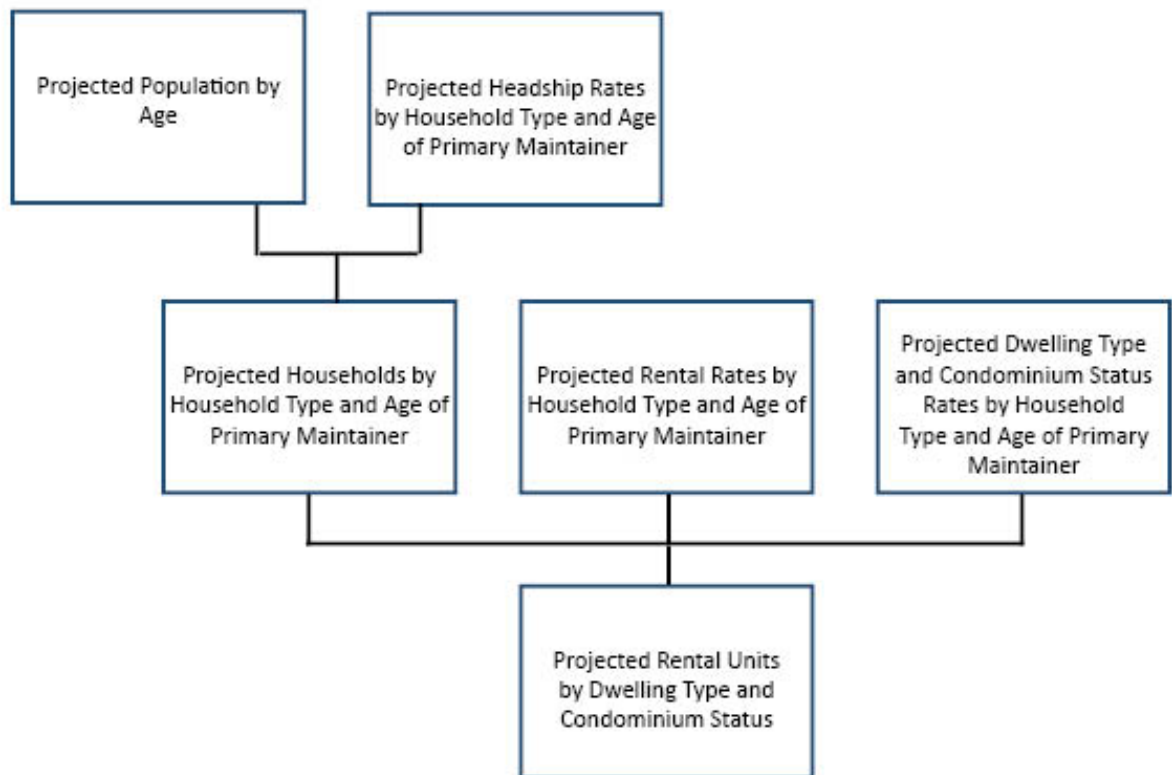 Projected Population by
Age
Projected Headship Rates
by Household Type and Age
of Primary Maintainer
Projected Households by
Household Type and Age of
Primary Maintainer
Projected Rental Rates by
Household Type and Age of
Primary Maintainer
Projected Dwelling Type
and Condominium Status
Rates by Household
Type and Age of Primary
Maintainer
Projected Rental Units
by Dwelling Type and
Condominium Status